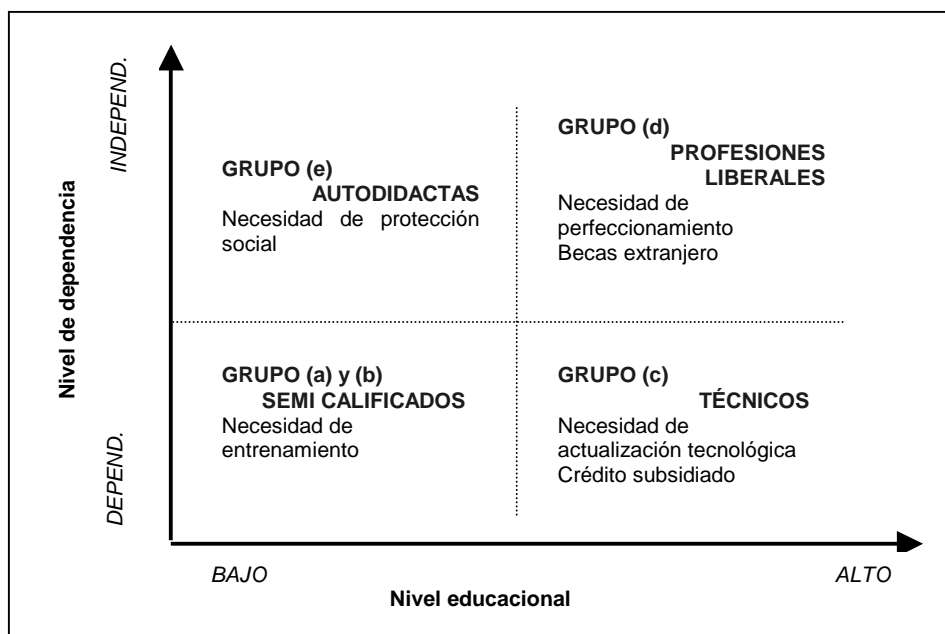 Nivel de dependencia
INDEPEND.
DEPEND.
GRUPO (e)
AUTODIDACTAS
Necesidad de protección
social
GRUPO (d)
PROFESIONES
LIBERALES
Necesidad de
perfeccionamiento
Becas extranjero
GRUPO (a) y (b)
SEMI CALIFICADOS
Necesidad de
entrenamiento
GRUPO (c)
TÉCNICOS
Necesidad de
actualización tecnológica
Crédito subsidiado
BAJO
ALTO
Nivel educacional